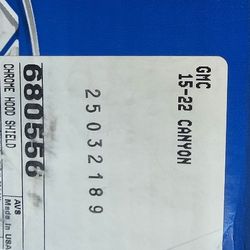 GMC
15-22 CANYON
25032189
680556
CHROME HOOD SHIELD
AVS
Made In USA